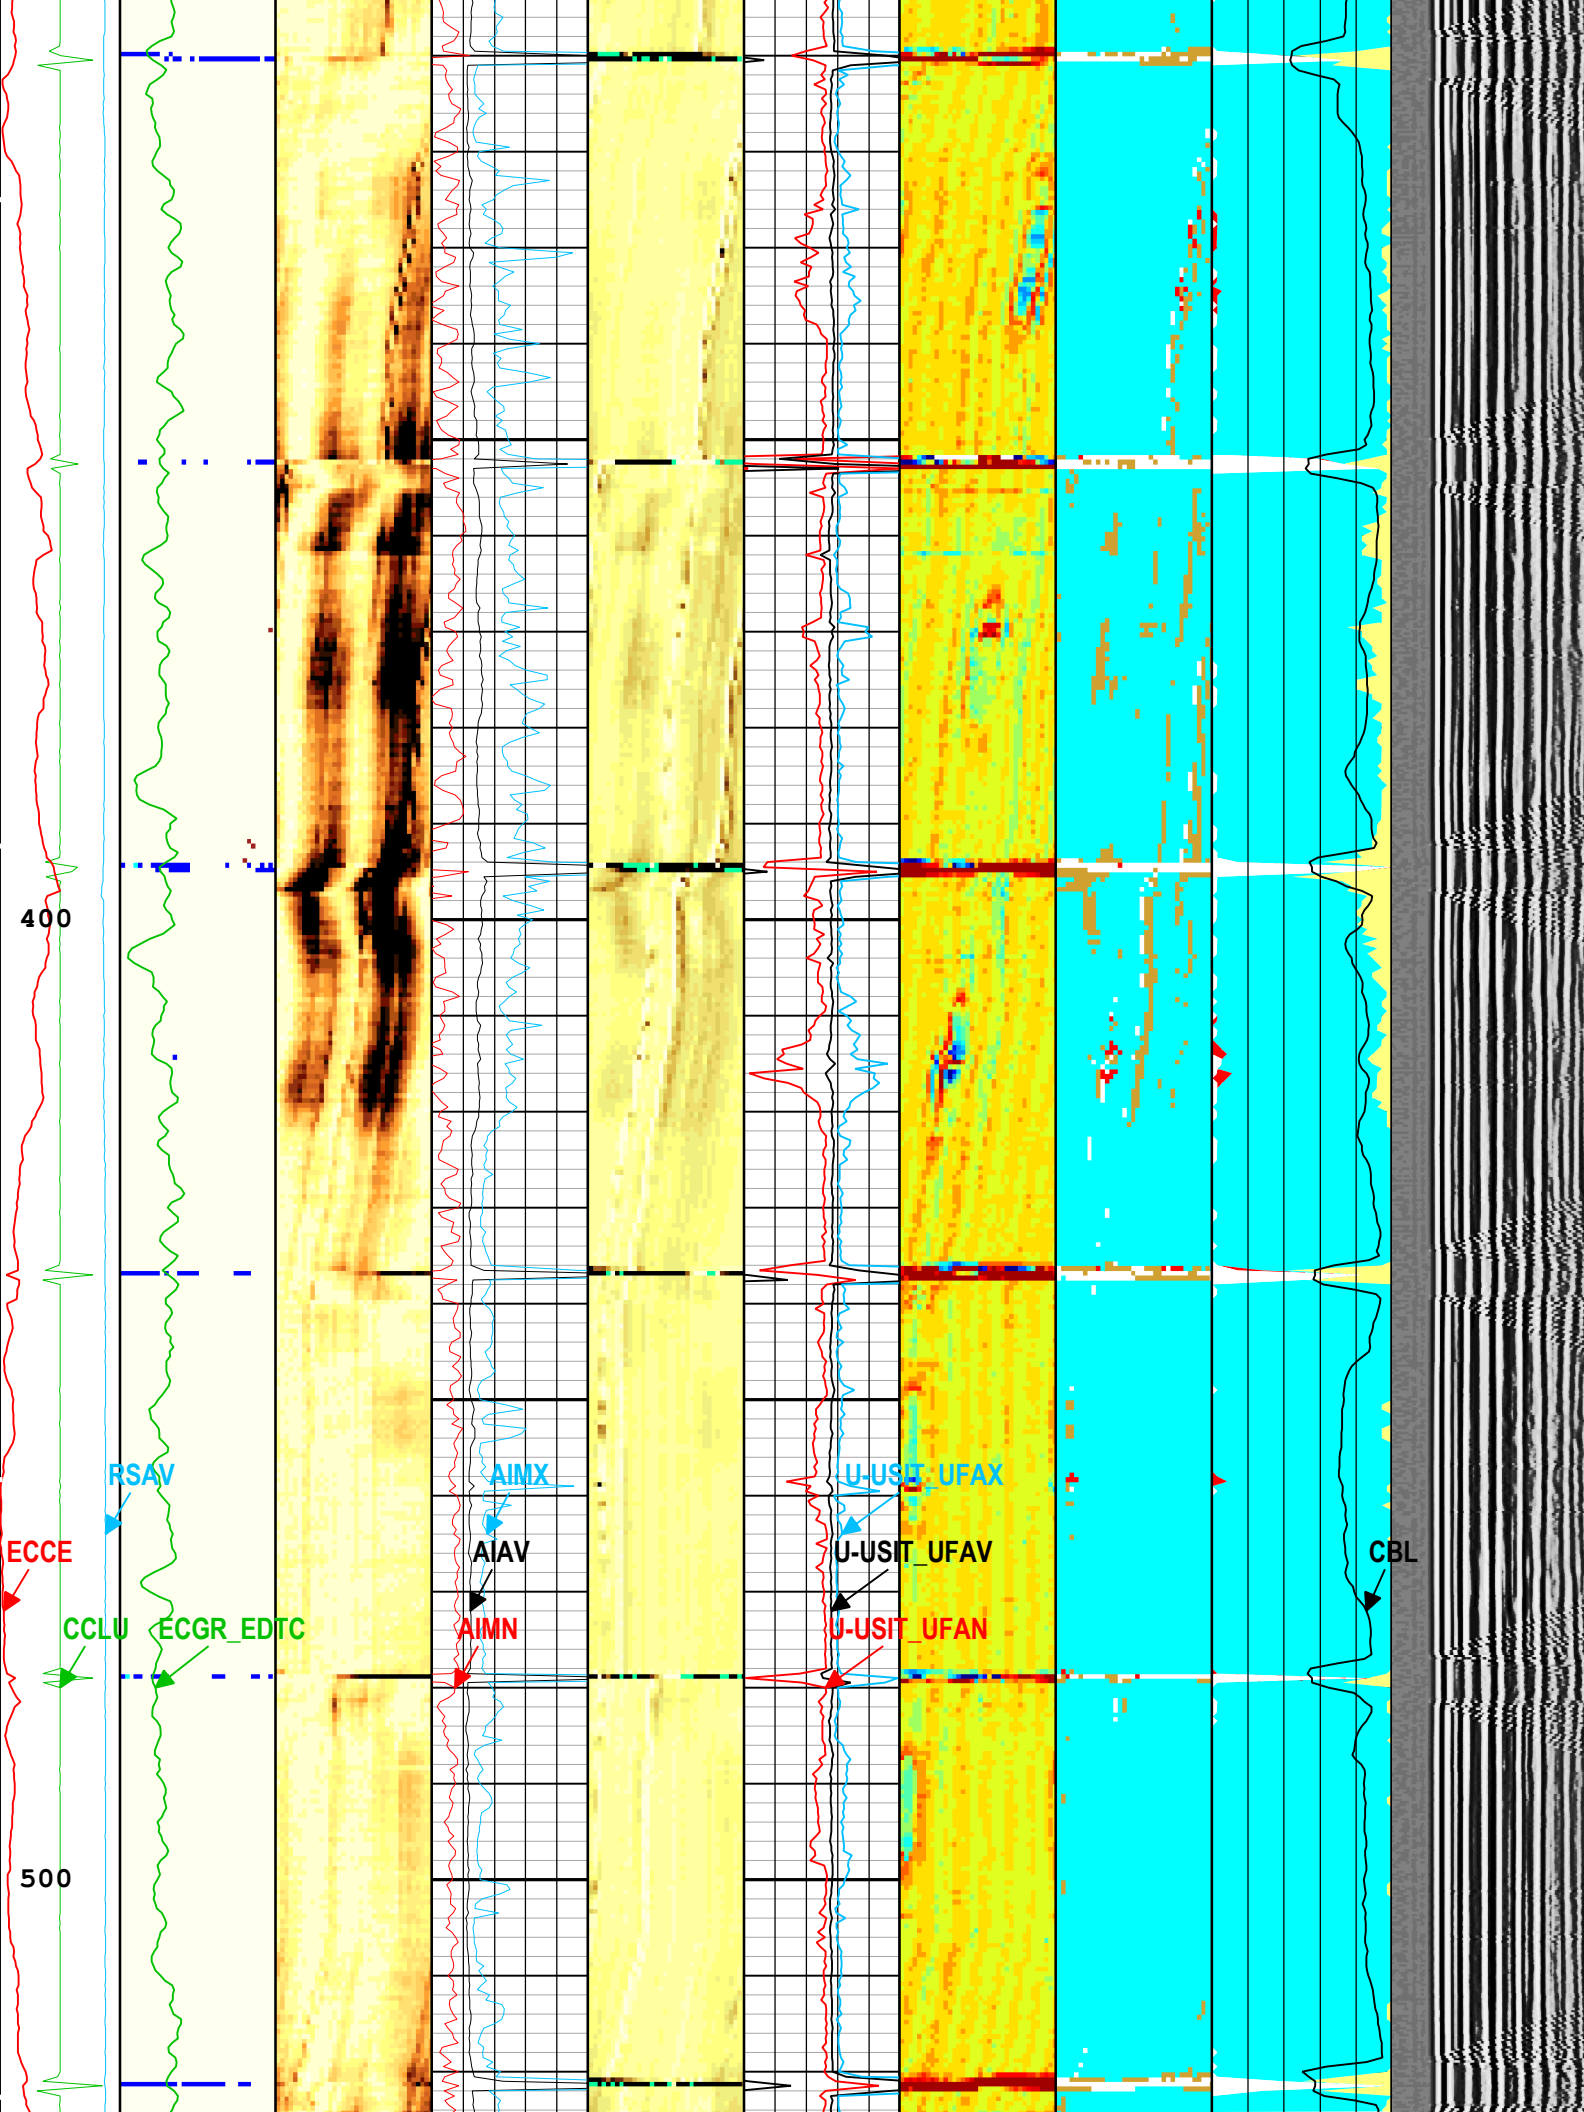 400
RSAV
AIMX
U-USIT_UFAX
ECCE
AIAV
U-USIT_UFAV
CBL
CCLU
ECGR_EDTC
AIMN
U-USIT_UFAN
500